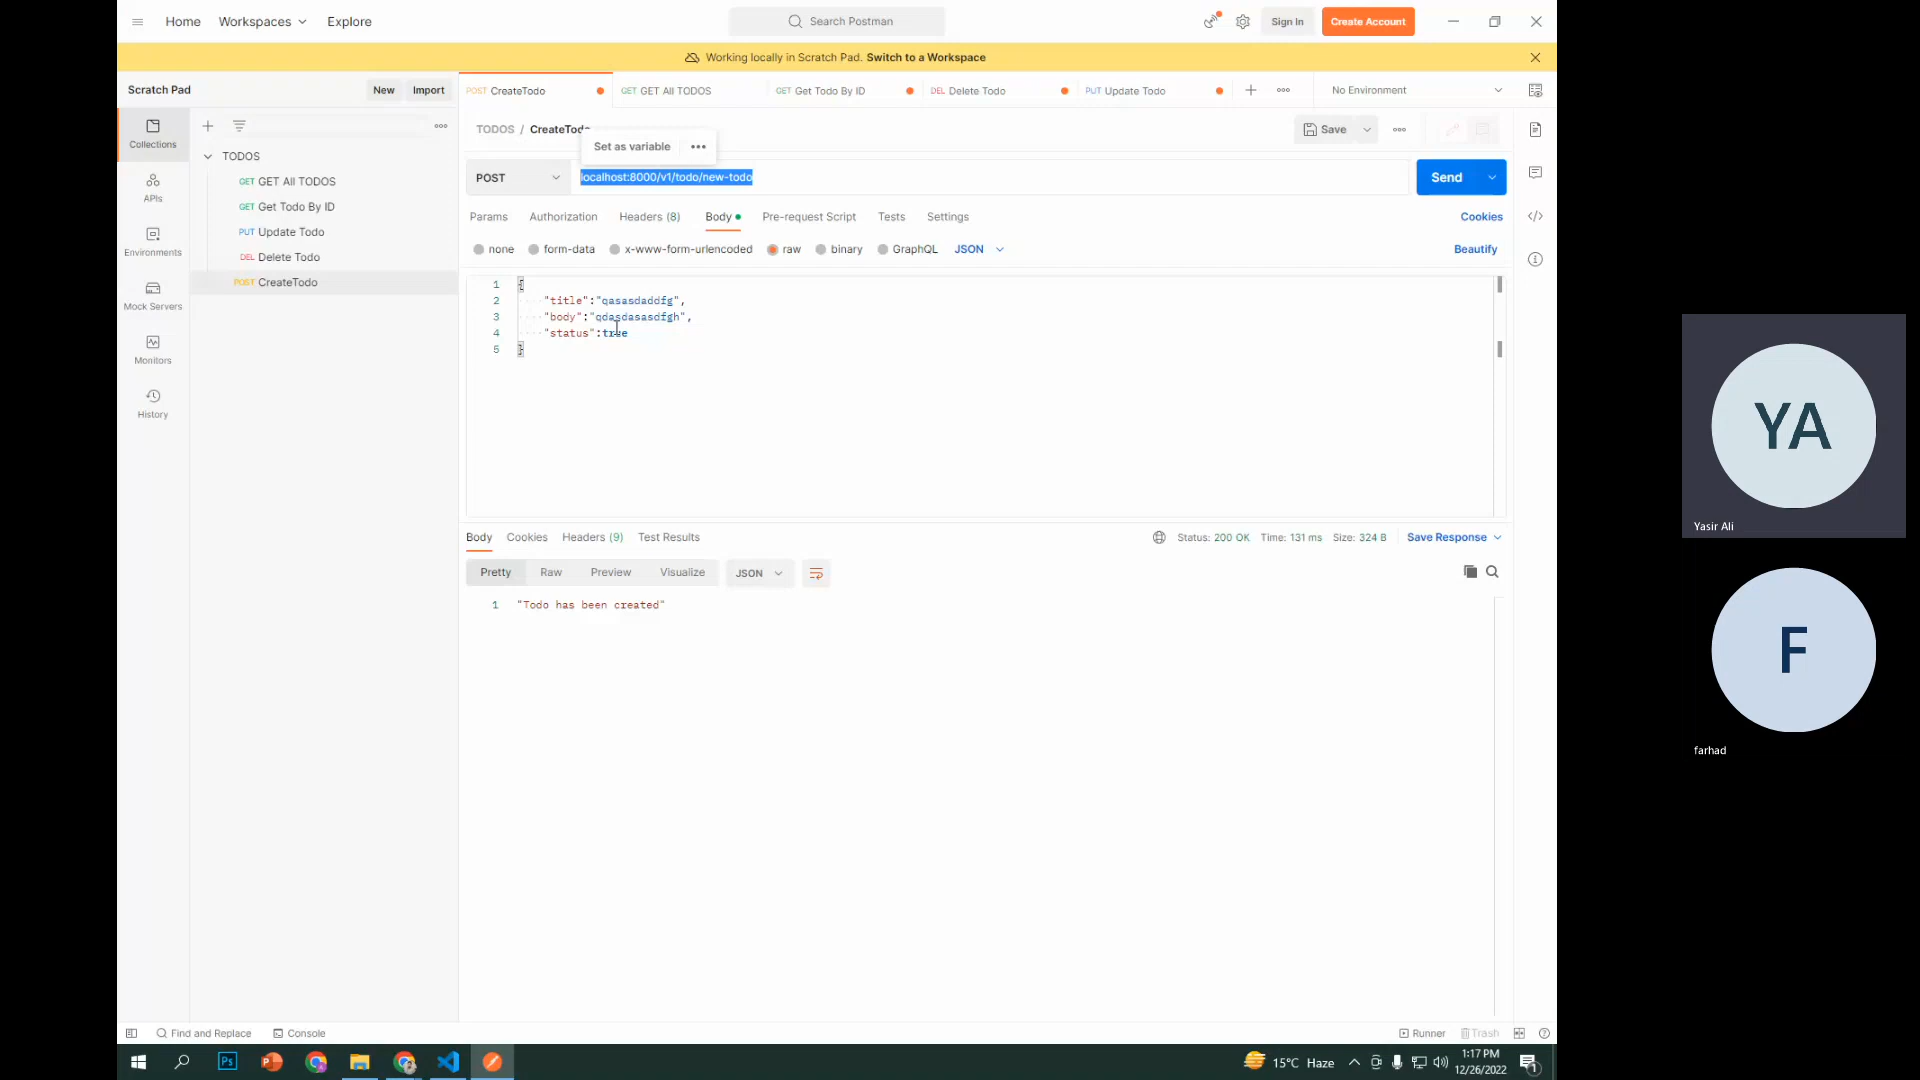 Home Workspaces Explore Search Postman Sign In Create Account
Working locally in Scratch Pad. Switch to a Workspace
Scratch Pad New Import POST CreateTodo GET GET All TODOS GET Get Todo By ID DEL Delete Todo PUT Update Todo No Environment
TODOS / CreateTodo Save
Set as variable
POST localhost:8000/v1/todo/new-todo Send
Collections
APIs
Environments
Mock Servers
Monitors
History
TODOS
GET GET All TODOS
GET Get Todo By ID
PUT Update Todo
DEL Delete Todo
POST CreateTodo
Params Authorization Headers (8) Body Pre-request Script Tests Settings Cookies
none form-data x-www-form-urlencoded raw binary GraphQL JSON Beautify
1 {
2 "title":"qasasdaddfg",
3 "body":"qdasdasasdfgh",
4 "status":true
5 }
Body Cookies Headers (9) Test Results Status: 200 OK Time: 131 ms Size: 324 B Save Response
Pretty Raw Preview Visualize JSON
1 "Todo has been created"
Find and Replace Console Runner Trash
Ps P 15°C Haze 1:17 PM
12/26/2022
1
YA
Yasir Ali
F
farhad